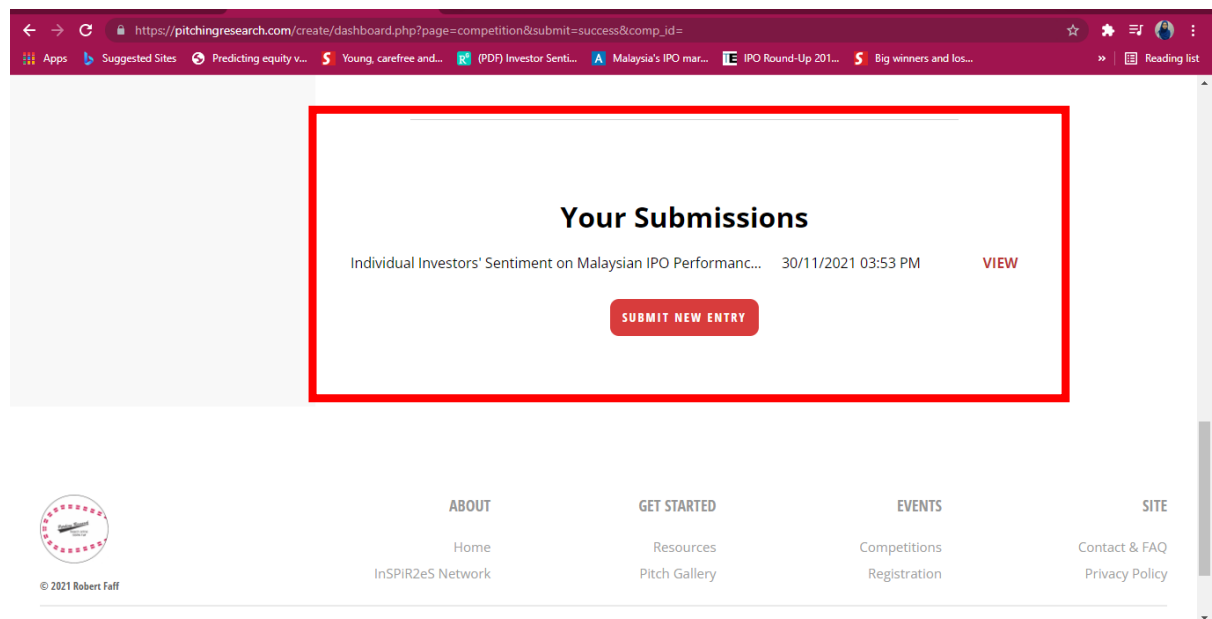 https://pitchingresearch.com/create/dashboard.php?page=competition&submit=success&comp_id=
Apps Suggested Sites Predicting equity v... Young, carefree and... R⁶ (PDF) Investor Senti... A Malaysia's IPO mar... TE IPO Round-Up 201... Big winners and los... » Reading list
Your Submissions
Individual Investors' Sentiment on Malaysian IPO Performanc... 30/11/2021 03:53 PM VIEW
SUBMIT NEW ENTRY
ABOUT GET STARTED EVENTS SITE
Home Resources Competitions Contact & FAQ
InSPiR2eS Network Pitch Gallery Registration Privacy Policy
© 2021 Robert Faff